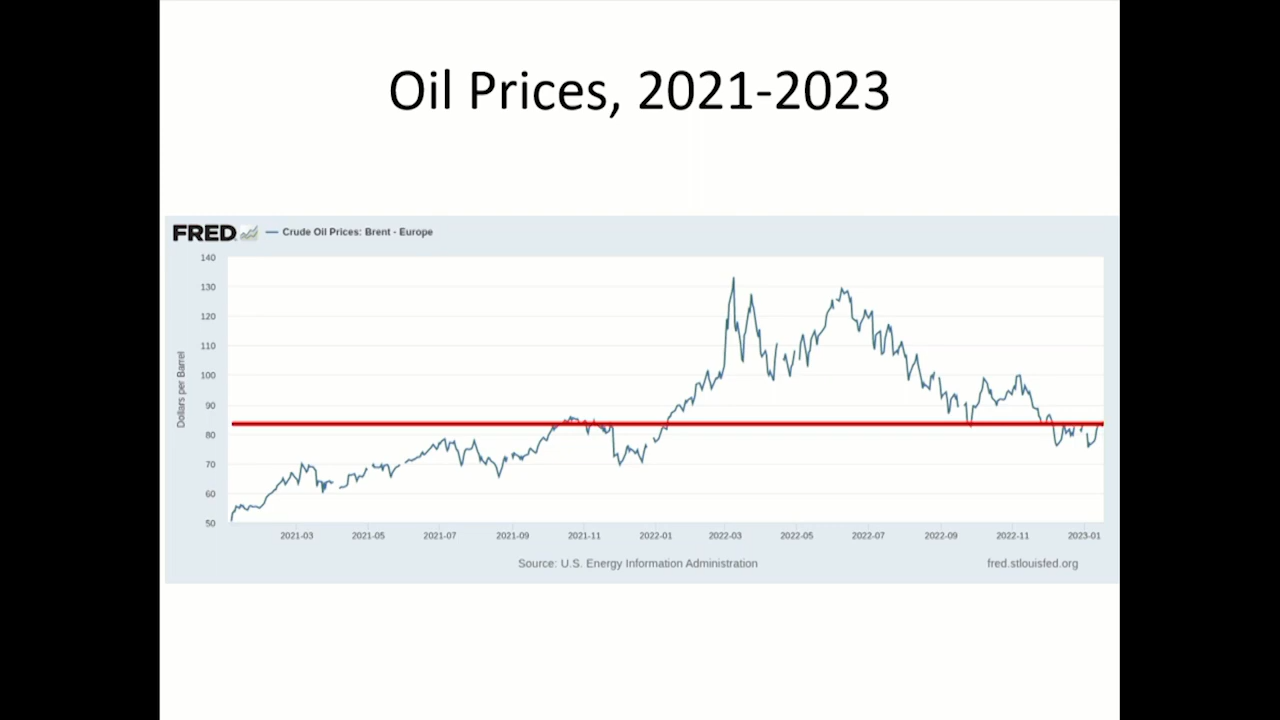 Oil Prices, 2021-2023
FRED Crude Oil Prices: Brent - Europe
140
130
120
110
100
90
80
70
60
50
Dollars per Barrel
2021-03 2021-05 2021-07 2021-09 2021-11 2022-01 2022-03 2022-05 2022-07 2022-09 2022-11 2023-01
Source: U.S. Energy Information Administration fred.stlouisfed.org